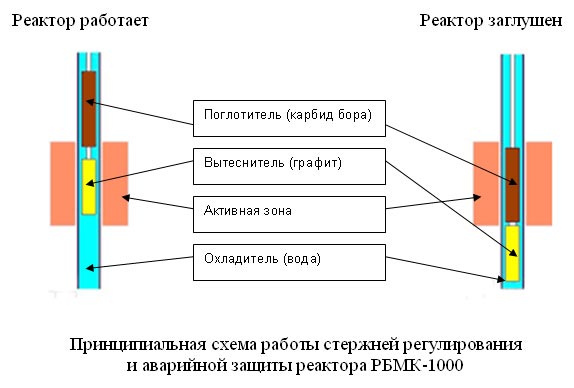 Реактор работает
Реактор заглушен
Поглотитель (карбид бора)
Вытеснитель (графит)
Активная зона
Охладитель (вода)
Принципиальная схема работы стержней регулирования
и аварийной защиты реактора РБМК-1000